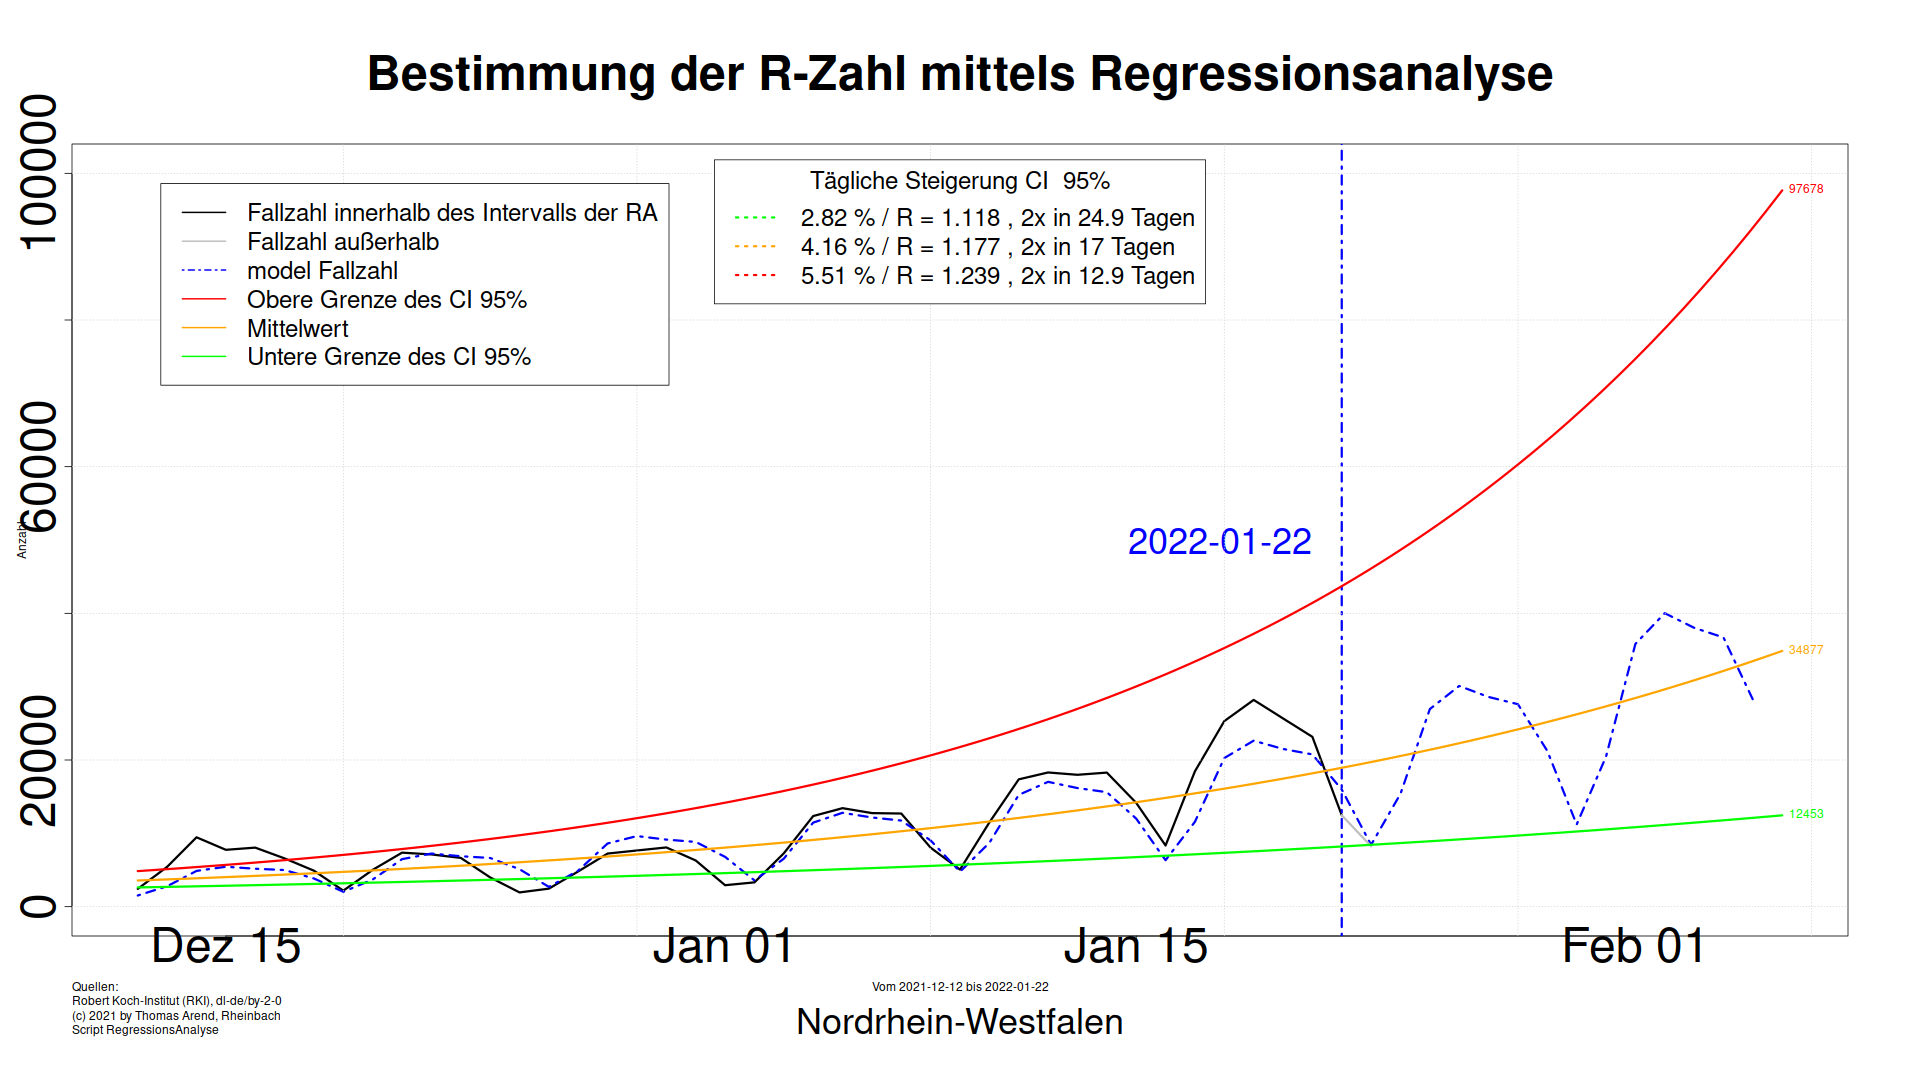 Bestimmung der R-Zahl mittels Regressionsanalyse
100000
60000
20000
0
Anzahl
Fallzahl innerhalb des Intervalls der RA
Fallzahl außerhalb
model Fallzahl
Obere Grenze des CI 95%
Mittelwert
Untere Grenze des CI 95%
Tägliche Steigerung CI  95%
2.82 % / R = 1.118 , 2x in 24.9 Tagen
4.16 % / R = 1.177 , 2x in 17 Tagen
5.51 % / R = 1.239 , 2x in 12.9 Tagen
97678
2022-01-22
34877
12453
Dez 15
Jan 01
Jan 15
Feb 01
Quellen:
Robert Koch-Institut (RKI), dl-de/by-2-0
(c) 2021 by Thomas Arend, Rheinbach
Script RegressionsAnalyse
Vom 2021-12-12 bis 2022-01-22
Nordrhein-Westfalen